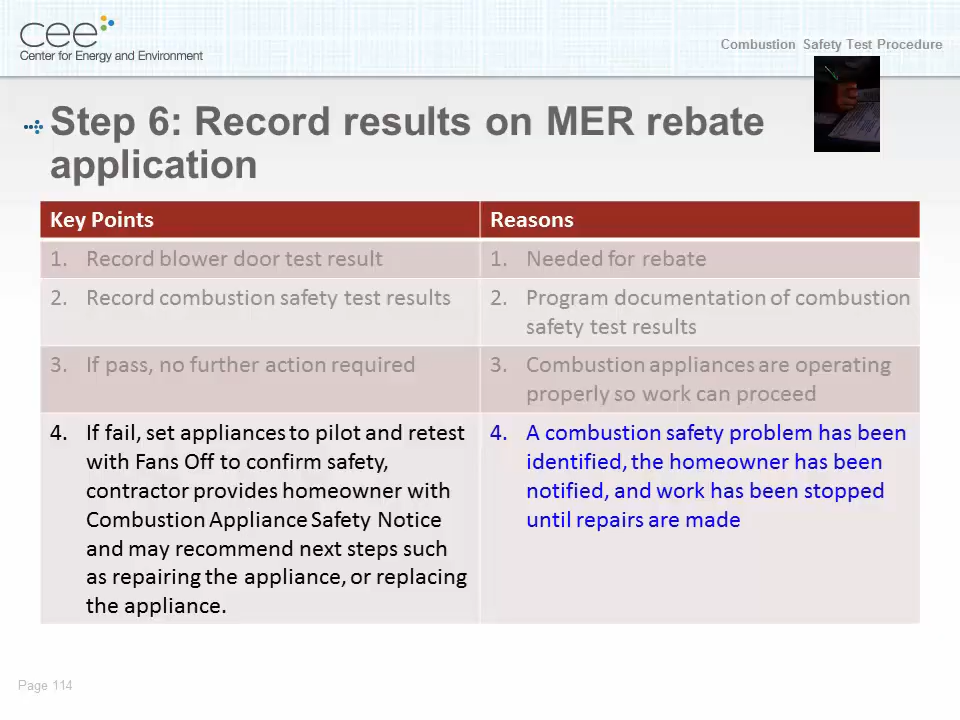 cee
Center for Energy and Environment
Combustion Safety Test Procedure
Step 6: Record results on MER rebate
application
Key Points
Reasons
1. Record blower door test result
1. Needed for rebate
2. Record combustion safety test results
2. Program documentation of combustion
safety test results
3. If pass, no further action required
3. Combustion appliances are operating
properly so work can proceed
4. If fail, set appliances to pilot and retest
with Fans Off to confirm safety,
contractor provides homeowner with
Combustion Appliance Safety Notice
and may recommend next steps such
as repairing the appliance, or replacing
the appliance.
4. A combustion safety problem has been
identified, the homeowner has been
notified, and work has been stopped
until repairs are made
Page 114